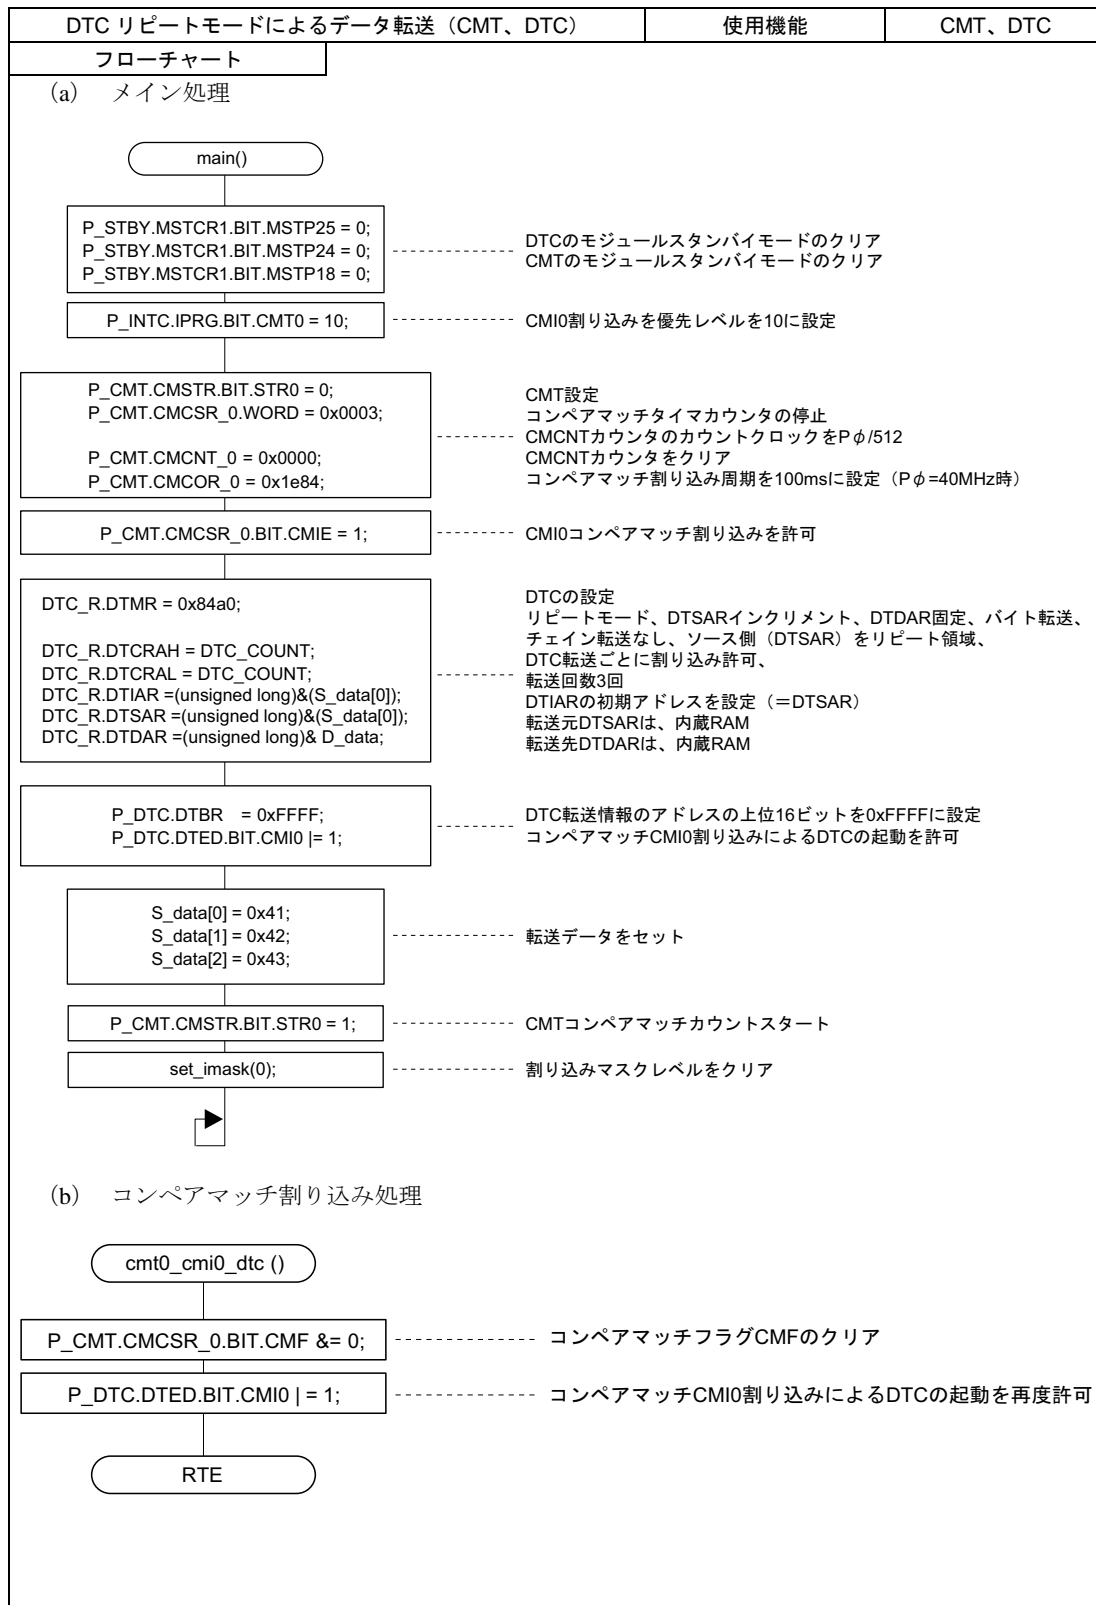 DTC リピートモードによるデータ転送（CMT、DTC）
使用機能
CMT、DTC
フローチャート
(a) メイン処理
main()
P_STBY.MSTCR1.BIT.MSTP25 = 0;
P_STBY.MSTCR1.BIT.MSTP24 = 0;
P_STBY.MSTCR1.BIT.MSTP18 = 0;
DTCのモジュールスタンバイモードのクリア
CMTのモジュールスタンバイモードのクリア
P_INTC.IPRG.BIT.CMT0 = 10;
CMI0割り込みを優先レベルを10に設定
P_CMT.CMSTR.BIT.STR0 = 0;
P_CMT.CMCSR_0.WORD = 0x0003;
P_CMT.CMCNT_0 = 0x0000;
P_CMT.CMCOR_0 = 0x1e84;
CMT設定
コンペアマッチタイマカウンタの停止
CMCNTカウンタのカウントクロックをPφ/512
CMCNTカウンタをクリア
コンペアマッチ割り込み周期を100msに設定（Pφ=40MHz時）
P_CMT.CMCSR_0.BIT.CMIE = 1;
CMI0コンペアマッチ割り込みを許可
DTC_R.DTMR = 0x84a0;
DTC_R.DTCRAH = DTC_COUNT;
DTC_R.DTCRAL = DTC_COUNT;
DTC_R.DTIAR =(unsigned long)&(S_data[0]);
DTC_R.DTSAR =(unsigned long)&(S_data[0]);
DTC_R.DTDAR =(unsigned long)& D_data;
DTCの設定
リピートモード、DTSARインクリメント、DTDAR固定、バイト転送、
チェイン転送なし、ソース側（DTSAR）をリピート領域、
DTC転送ごとに割り込み許可、
転送回数3回
DTIARの初期アドレスを設定（＝DTSAR）
転送元DTSARは、内蔵RAM
転送先DTDARは、内蔵RAM
P_DTC.DTBR = 0xFFFF;
P_DTC.DTED.BIT.CMI0 |= 1;
DTC転送情報のアドレスの上位16ビットを0xFFFFに設定
コンペアマッチCMI0割り込みによるDTCの起動を許可
S_data[0] = 0x41;
S_data[1] = 0x42;
S_data[2] = 0x43;
転送データをセット
P_CMT.CMSTR.BIT.STR0 = 1;
CMTコンペアマッチカウントスタート
set_imask(0);
割り込みマスクレベルをクリア
(b) コンペアマッチ割り込み処理
cmt0_cmi0_dtc ()
P_CMT.CMCSR_0.BIT.CMF &= 0;
コンペアマッチフラグCMFのクリア
P_DTC.DTED.BIT.CMI0 | = 1;
コンペアマッチCMI0割り込みによるDTCの起動を再度許可
RTE